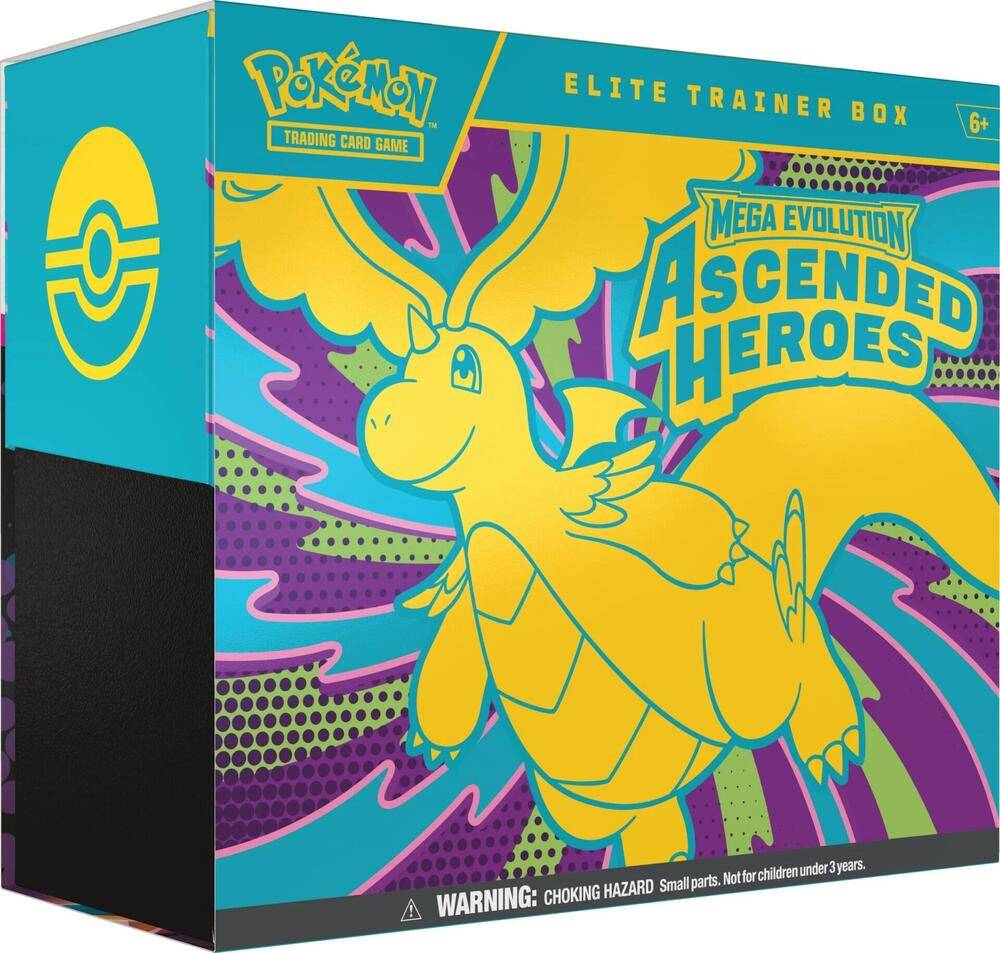 POKéMON™
TRADING CARD GAME
ELITE TRAINER BOX
6+
MEGA EVOLUTION
ASCENDED
HEROES
WARNING: CHOKING HAZARD Small parts. Not for children under 3 years.